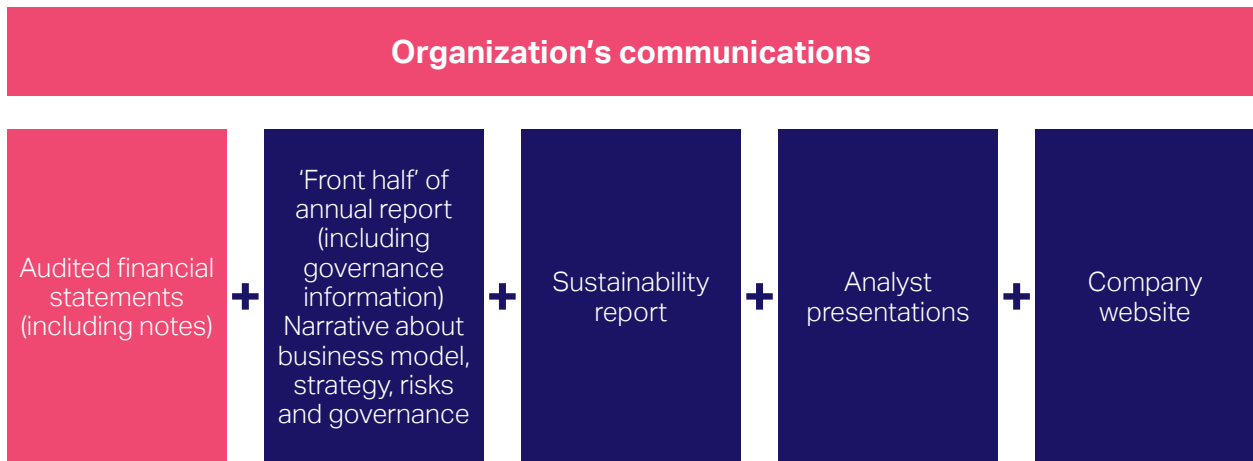 Organization’s communications
Audited financial
statements
(including notes)
+
‘Front half’ of
annual report
(including
governance
information)
Narrative about
business model,
strategy, risks
and governance
+
Sustainability
report
+
Analyst
presentations
+
Company
website